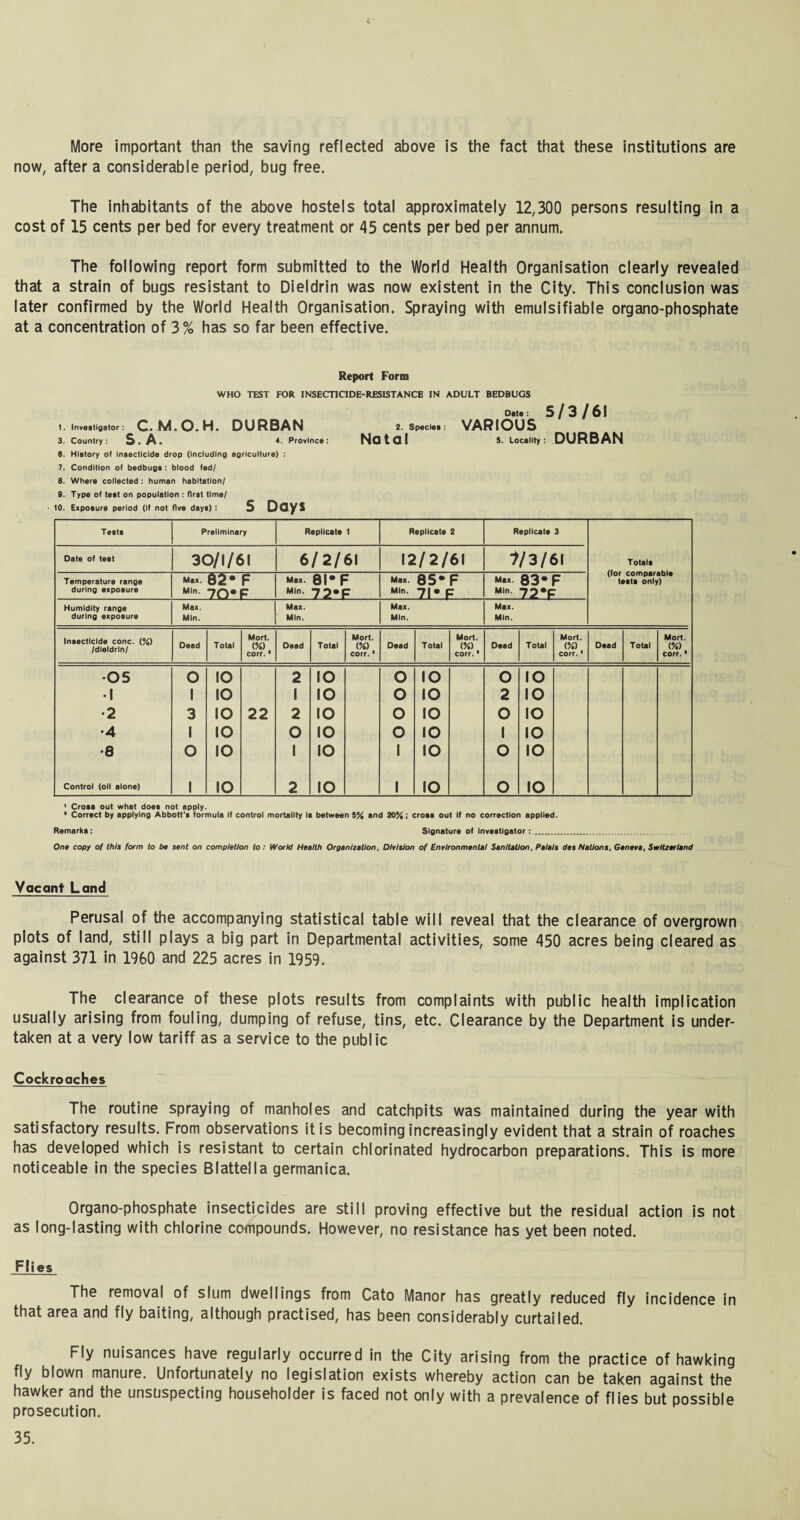 More important than the saving reflected above is the fact that these institutions are
now, after a considerable period, bug free.
The inhabitants of the above hostels total approximately 12,300 persons resulting in a
cost of 15 cents per bed for every treatment or 45 cents per bed per annum.
The following report form submitted to the World Health Organisation clearly revealed
that a strain of bugs resistant to Dieldrin was now existent in the City. This conclusion was
later confirmed by the World Health Organisation. Spraying with emulsifiable organo-phosphate
at a concentration of 3 % has so far been effective.
Report Form
WHO TEST FOR INSECTICIDE-RESISTANCE IN ADULT BEDBUGS
Date : 5/3/61
1. Investigator : C. M. O. H. DURBAN 2. Species : VARIOUS
3. Country : S. A. 4. Province : Natal 5. Locality : DURBAN
6. History of insecticide drop (including agriculture) :
7. Condition of bedbugs : blood fed/
8. Where collected : human habitation/
9. Type of test on population : first time/
10. Exposure period (if not five days) : 5 Days
Tests Preliminary Replicate 1 Replicate 2 Replicate 3 Totals (for comparable tests only)
Date of test 30/1/61 6/2/61 12/2/61 7/3/61
Temperature range during exposure Max. 82° F Max. 81° F Max. 85° F Max. 83° F
Min. 70° F Min. 72° F Min. 71° F Min. 72° F
Humidity range during exposure Max. Max. Max. Max.
Min. Min. Min. Min.
Insecticide conc. (%) /dieldrin/ Dead Total Mort. (%) corr. ² Dead Total Mort. (%) corr. ² Dead Total Mort. (%) corr. ² Dead Total Mort. (%) corr. ² Dead Total Mort. (%) corr. ²
·05 0 10 2 10 0 10 0 10
·1 1 10 1 10 0 10 2 10
·2 3 10 22 2 10 0 10 0 10
·4 1 10 0 10 0 10 1 10
·8 0 10 1 10 1 10 0 10
Control (oil alone) 1 10 2 10 1 10 0 10
¹ Cross out what does not apply.
² Correct by applying Abbott's formula if control mortality is between 5% and 20% ; cross out if no correction applied.
Remarks : Signature of investigator :
One copy of this form to be sent on completion to : World Health Organization, Division of Environmental Sanitation, Palais des Nations, Geneva, Switzerland
Vacant Land
Perusal of the accompanying statistical table will reveal that the clearance of overgrown
plots of land, still plays a big part in Departmental activities, some 450 acres being cleared as
against 371 in 1960 and 225 acres in 1959.
The clearance of these plots results from complaints with public health implication
usually arising from fouling, dumping of refuse, tins, etc. Clearance by the Department is under-
taken at a very low tariff as a service to the public
Cockroaches
The routine spraying of manholes and catchpits was maintained during the year with
satisfactory results. From observations it is becoming increasingly evident that a strain of roaches
has developed which is resistant to certain chlorinated hydrocarbon preparations. This is more
noticeable in the species Blattella germanica.
Organo-phosphate insecticides are still proving effective but the residual action is not
as long-lasting with chlorine compounds. However, no resistance has yet been noted.
Flies
The removal of slum dwellings from Cato Manor has greatly reduced fly incidence in
that area and fly baiting, although practised, has been considerably curtailed.
Fly nuisances have regularly occurred in the City arising from the practice of hawking
fly blown manure. Unfortunately no legislation exists whereby action can be taken against the
hawker and the unsuspecting householder is faced not only with a prevalence of flies but possible
prosecution.
35.